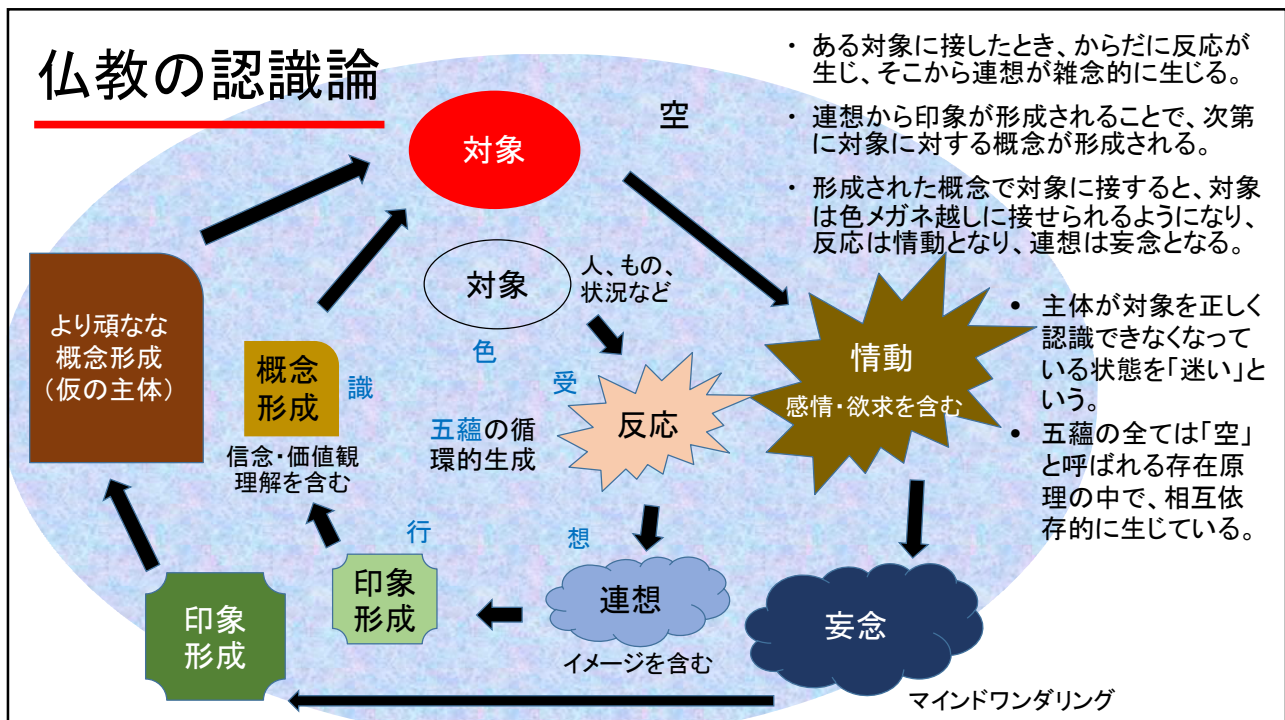 仏教の認識論
・ ある対象に接したとき、からだに反応が
生じ、そこから連想が雑念的に生じる。
・ 連想から印象が形成されることで、次第
に対象に対する概念が形成される。
・ 形成された概念で対象に接すると、対象
は色メガネ越しに接せられるようになり、
反応は情動となり、連想は妄念となる。
• 主体が対象を正しく
認識できなくなって
いる状態を「迷い」と
いう。
• 五蘊の全ては「空」
と呼ばれる存在原
理の中で、相互依
存的に生じている。
空
対象
対象
人、もの、
状況など
色
受
反応
情動
感情・欲求を含む
五蘊の循
環的生成
想
連想
イメージを含む
妄念
マインドワンダリング
行
印象
形成
印象
形成
識
概念
形成
信念・価値観
理解を含む
より頑なな
概念形成
（仮の主体）